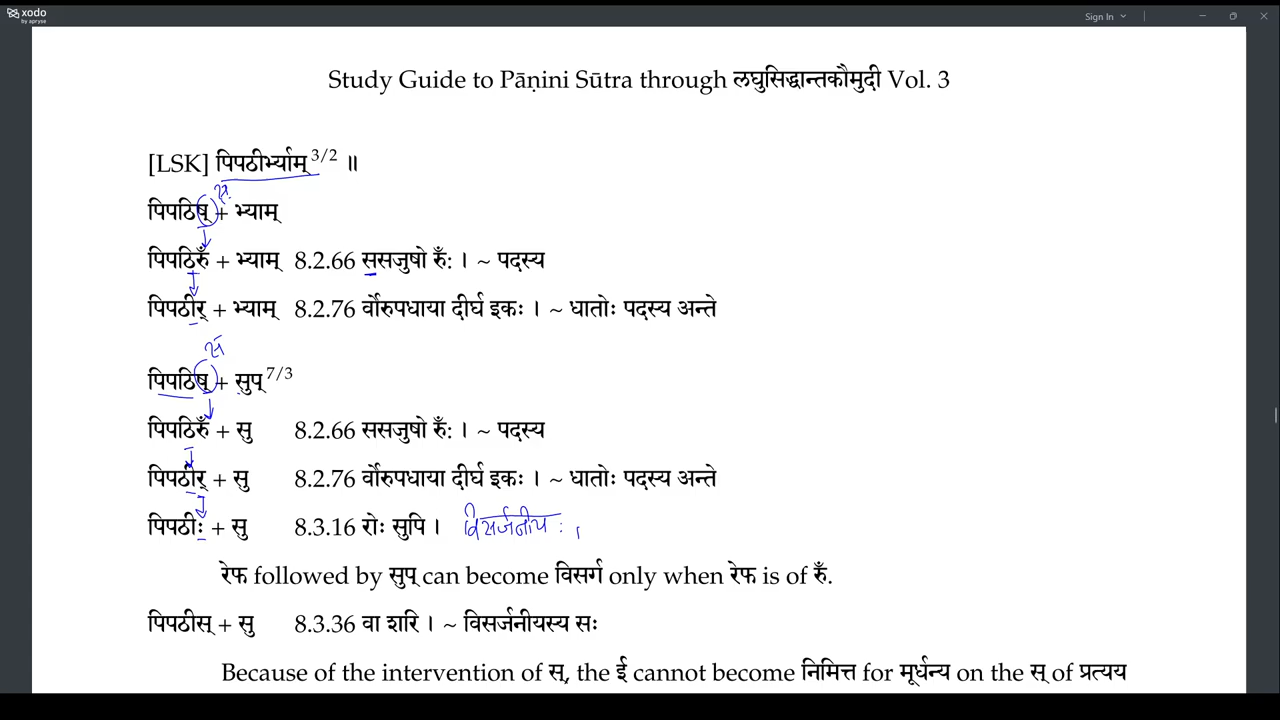 xodo
by apryse
Sign In
Study Guide to Pāṇini Sūtra through लघुसिद्धान्तकौमुदी Vol. 3
[LSK] पिपठीर्भ्याम् 3/2 ॥
स्
पिपठिष् + भ्याम्
पिपठिरुँ + भ्याम् 8.2.66 ससजुषो रुँः । ~ पदस्य
पिपठीर् + भ्याम् 8.2.76 र्वोरुपधाया दीर्घ इकः । ~ धातोः पदस्य अन्ते
स्
पिपठिष् + सुप् 7/3
पिपठिरुँ + सु 8.2.66 ससजुषो रुँः । ~ पदस्य
पिपठीर् + सु 8.2.76 र्वोरुपधाया दीर्घ इकः । ~ धातोः पदस्य अन्ते
पिपठीः + सु 8.3.16 रोः सुपि । विसर्जनीयः ।
रेफ followed by सुप् can become विसर्ग only when रेफ is of रुँ.
पिपठीस् + सु 8.3.36 वा शरि । ~ विसर्जनीयस्य सः
Because of the intervention of स्, the ई cannot become निमित्त for मूर्धन्य on the स् of प्रत्यय